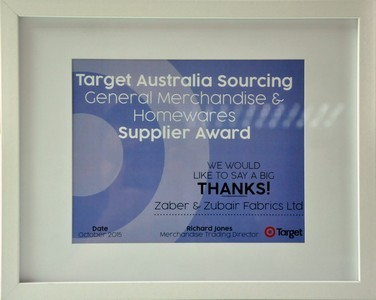 Target Australia Sourcing
General Merchandise &
Homewares
Supplier Award
WE WOULD
LIKE TO SAY A BIG
THANKS!
Zaber & Zubair Fabrics Ltd
Date
October 2015
Richard Jones
Merchandise Trading Director
Target